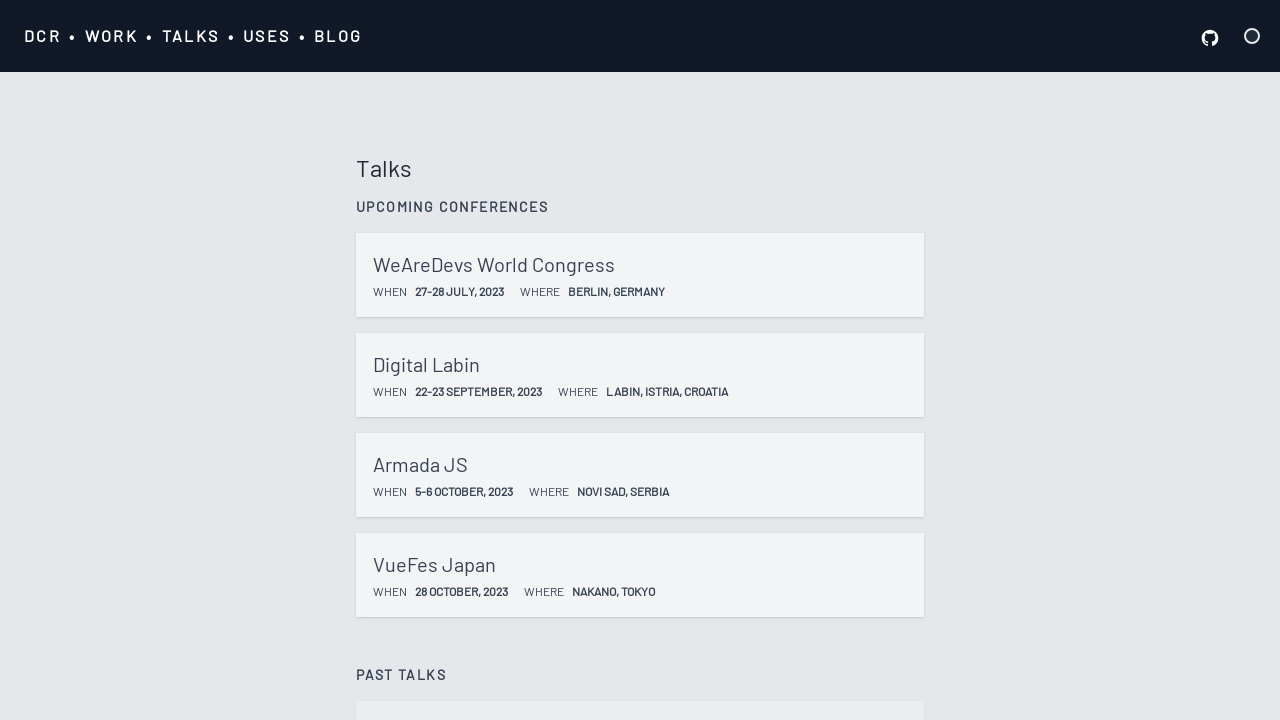 DCR • WORK • TALKS • USES • BLOG
Talks
UPCOMING CONFERENCES
WeAreDevs World Congress
WHEN 27-28 JULY, 2023 WHERE BERLIN, GERMANY
Digital Labin
WHEN 22-23 SEPTEMBER, 2023 WHERE LABIN, ISTRIA, CROATIA
Armada JS
WHEN 5-6 OCTOBER, 2023 WHERE NOVI SAD, SERBIA
VueFes Japan
WHEN 28 OCTOBER, 2023 WHERE NAKANO, TOKYO
PAST TALKS